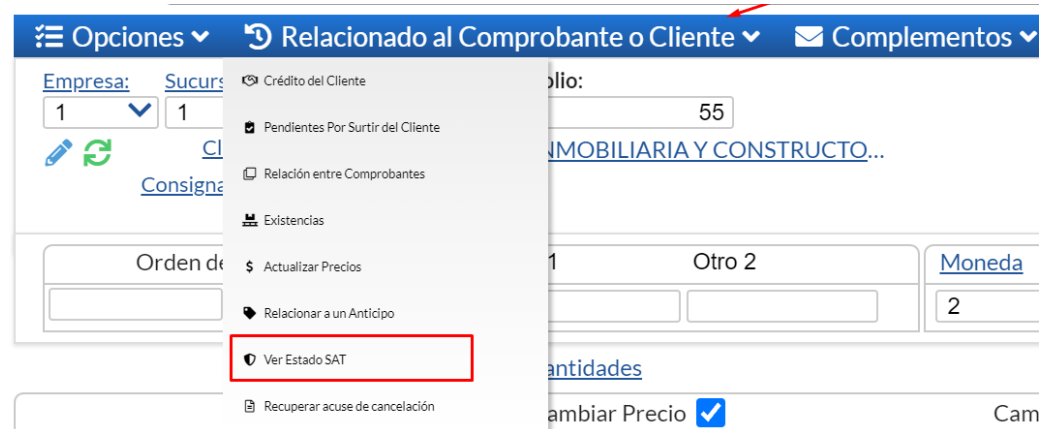 Opciones Relacionado al Comprobante o Cliente Complementos
Empresa: Sucurs olio:
1 1 55
Crédito del Cliente
Pendientes Por Surtir del Cliente
Cl NMOBILIARIA Y CONSTRUCTO...
Relación entre Comprobantes
Consigna
Existencias
Orden de 1 Otro 2 Moneda
$ Actualizar Precios
2
Relacionar a un Anticipo
Ver Estado SAT
antidades
Recuperar acuse de cancelación
ambiar Precio Cam